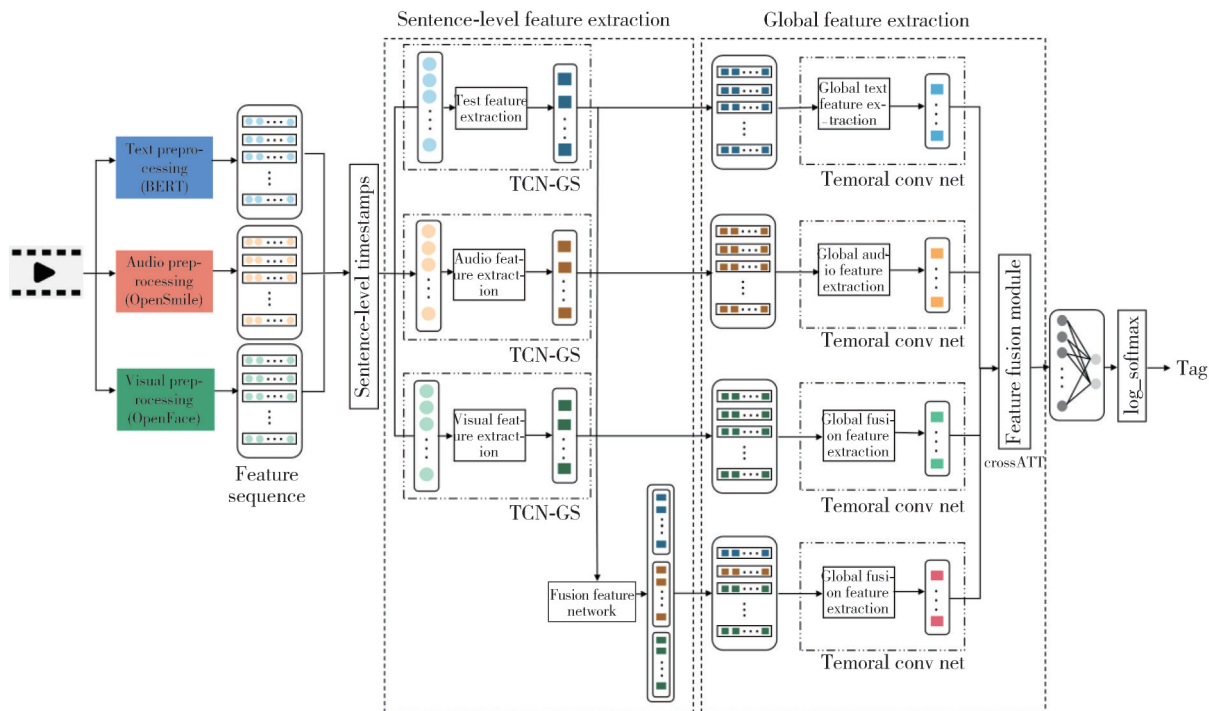 Sentence-level feature extraction
Global feature extraction
Text prepro-
cessing
(BERT)
Audio prep-
rocessing
(OpenSmile)
Visual prep-
rocessing
(OpenFace)
Feature
sequence
Sentence-level timestamps
Test feature
extraction
TCN-GS
Audio feat-
ure extract-
ion
TCN-GS
Visual feat-
ure extract-
ion
TCN-GS
Fusion feature
network
Global text
feature ex-
-traction
Temoral conv net
Global aud-
io feature
extraction
Temoral conv net
Global fusi-
on feature
extraction
Temoral conv net
Global fusi-
on feature
extraction
Temoral conv net
Feature fusion module
crossATT
log_softmax
Tag